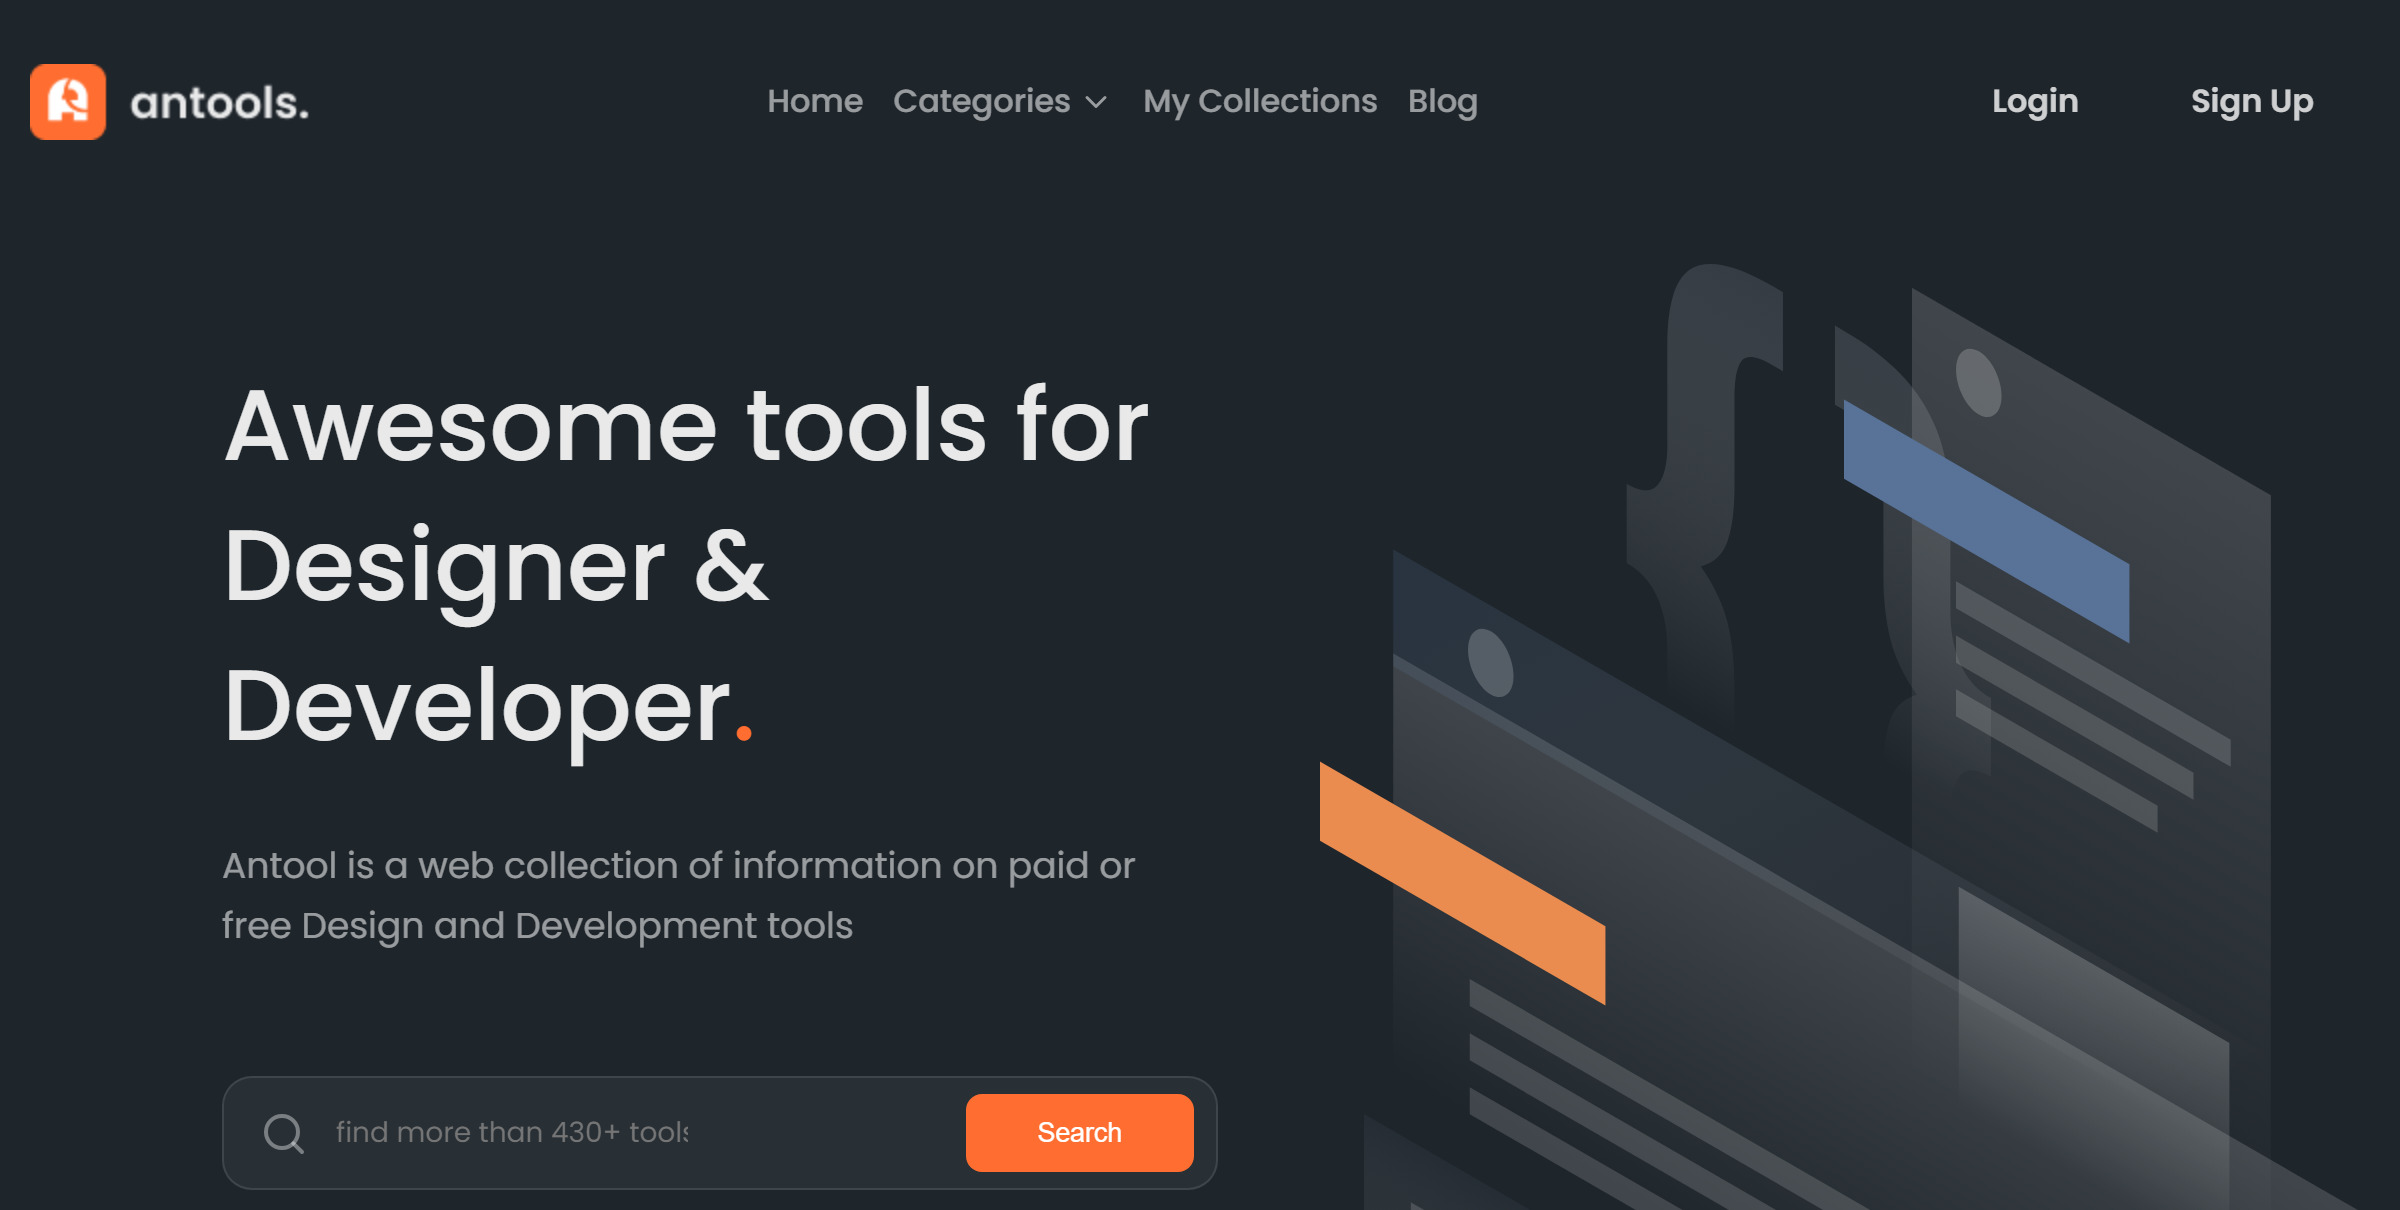 antools.
Home Categories My Collections Blog
Login Sign Up
Awesome tools for
Designer &
Developer.
Antool is a web collection of information on paid or
free Design and Development tools
find more than 430+ tools
Search